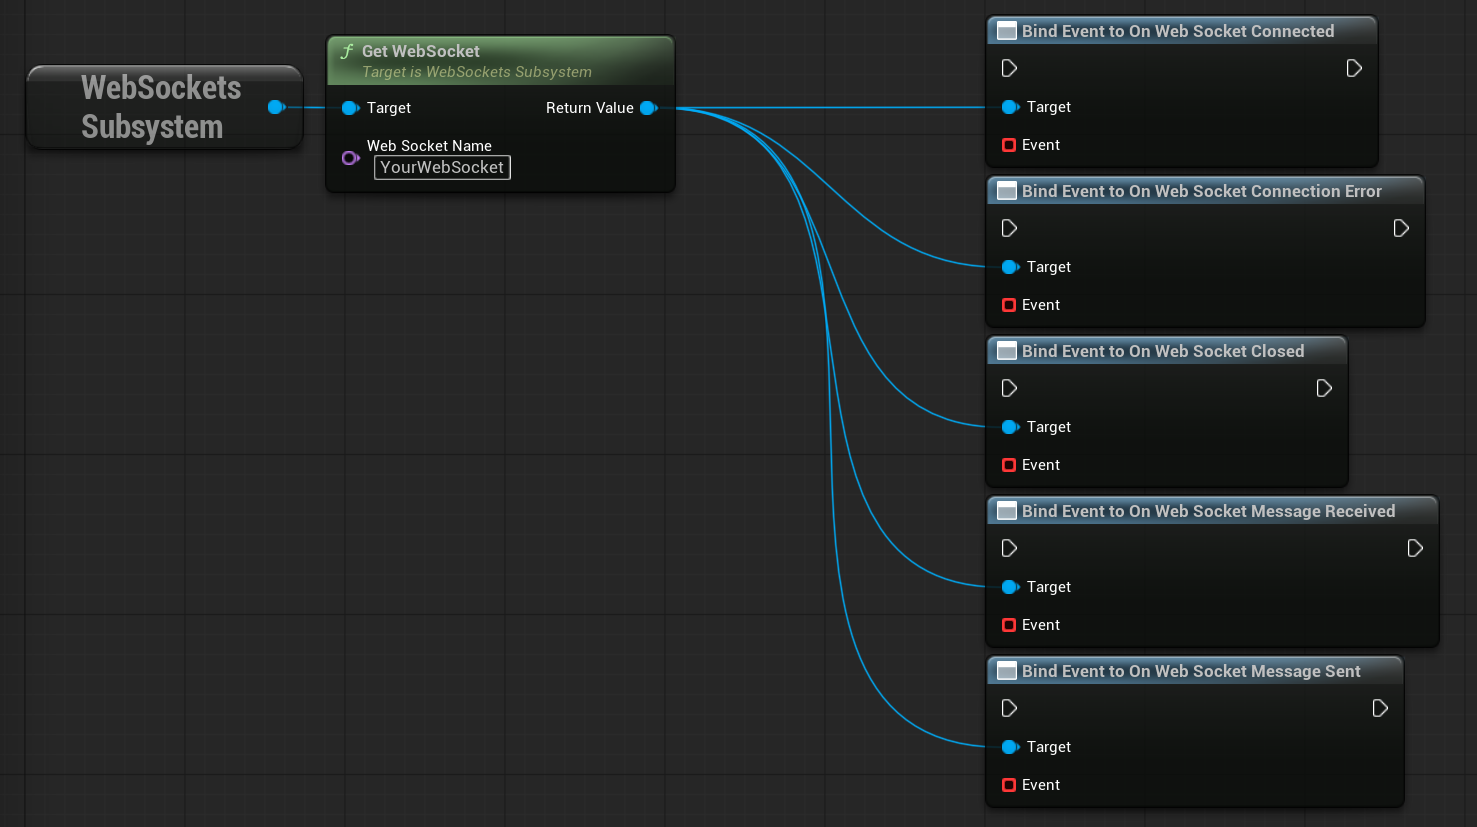 WebSockets
Subsystem
f Get WebSocket
Target is WebSockets Subsystem
Target
Return Value
Web Socket Name
YourWebSocket
Bind Event to On Web Socket Connected
Target
Event
Bind Event to On Web Socket Connection Error
Target
Event
Bind Event to On Web Socket Closed
Target
Event
Bind Event to On Web Socket Message Received
Target
Event
Bind Event to On Web Socket Message Sent
Target
Event